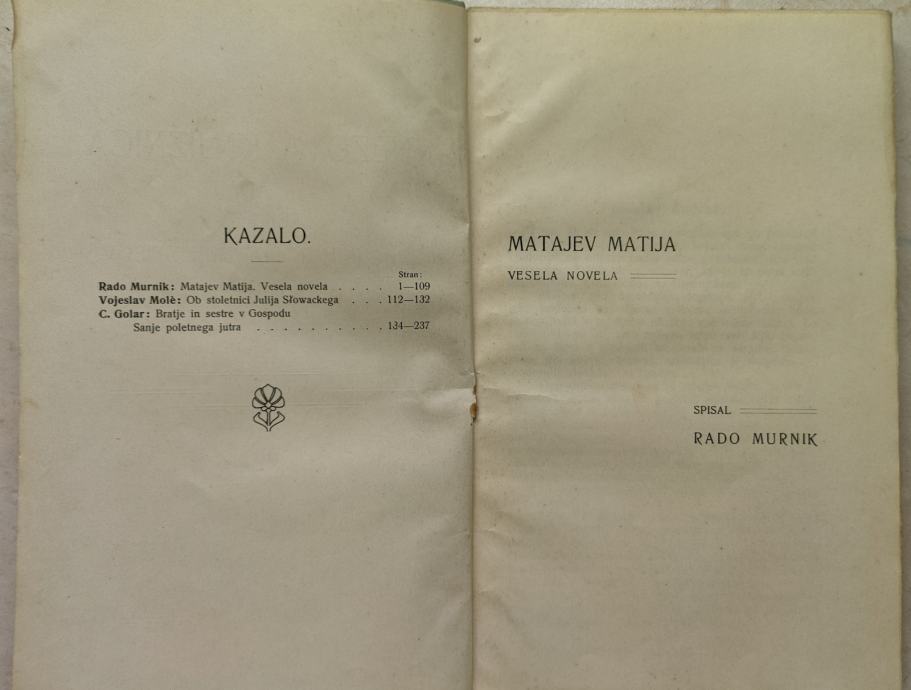 KAZALO.
Stran:
Rado Murnik: Matajev Matija. Vesela novela . . . . 1—109
Vojeslav Molè: Ob stoletnici Julija Słowackega . . . 112—132
C. Golar: Bratje in sestre v Gospodu
Sanje poletnega jutra . . . . . . . . . . 134—237
MATAJEV MATIJA
VESELA NOVELA
SPISAL
RADO MURNIK